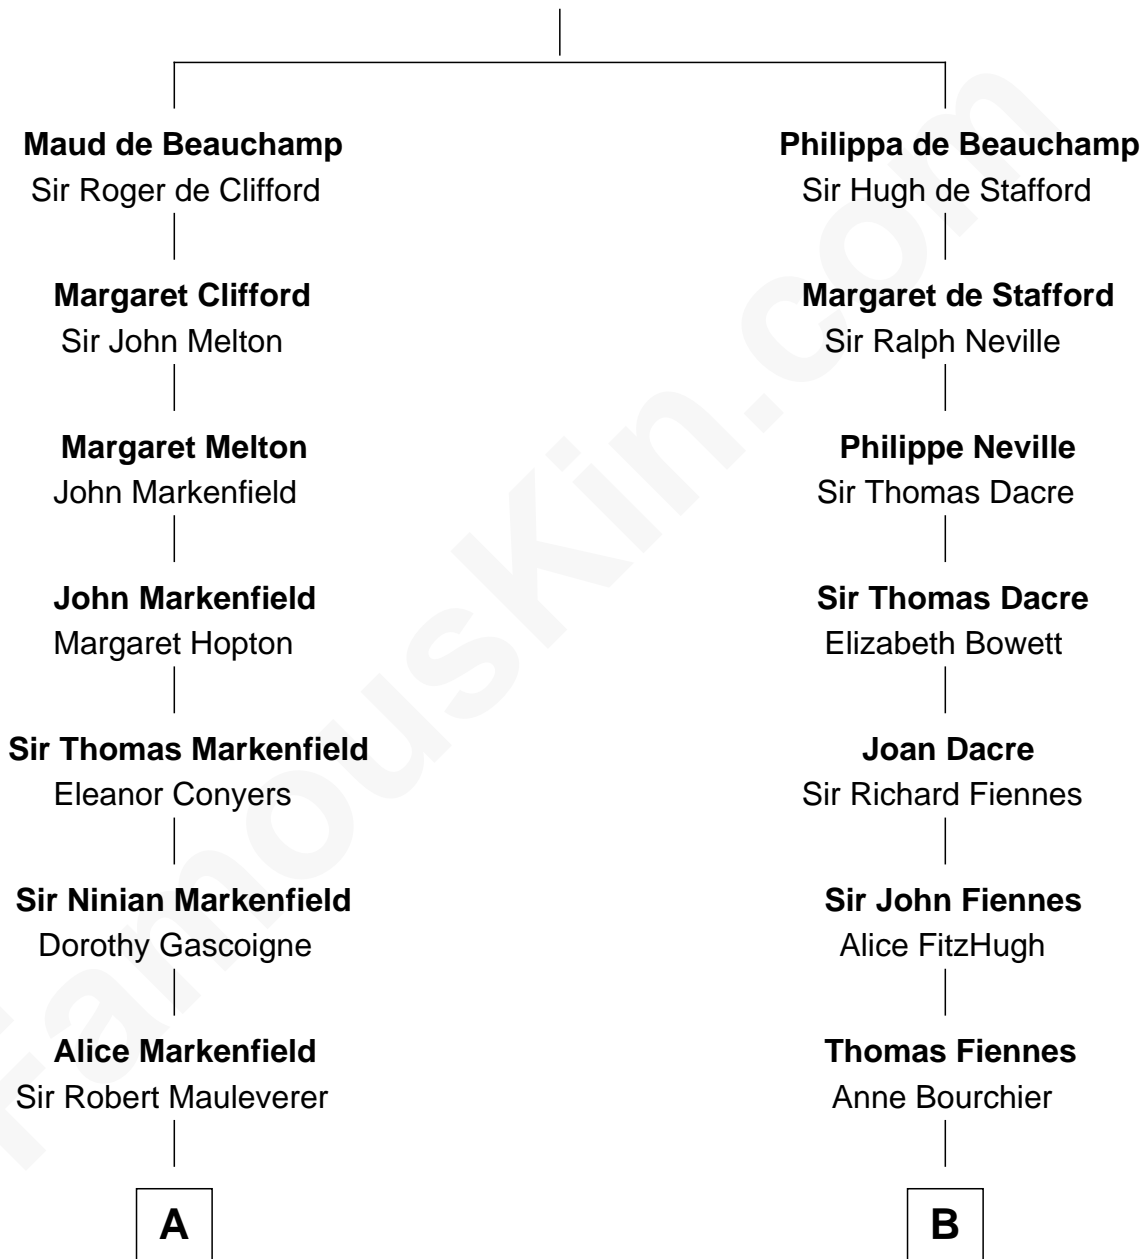 Maud de Beauchamp
Sir Roger de Clifford
Margaret Clifford
Sir John Melton
Margaret Melton
John Markenfield
John Markenfield
Margaret Hopton
Sir Thomas Markenfield
Eleanor Conyers
Sir Ninian Markenfield
Dorothy Gascoigne
Alice Markenfield
Sir Robert Mauleverer
A
Philippa de Beauchamp
Sir Hugh de Stafford
Margaret de Stafford
Sir Ralph Neville
Philippe Neville
Sir Thomas Dacre
Sir Thomas Dacre
Elizabeth Bowett
Joan Dacre
Sir Richard Fiennes
Sir John Fiennes
Alice FitzHugh
Thomas Fiennes
Anne Bourchier
B
FamousKin.com